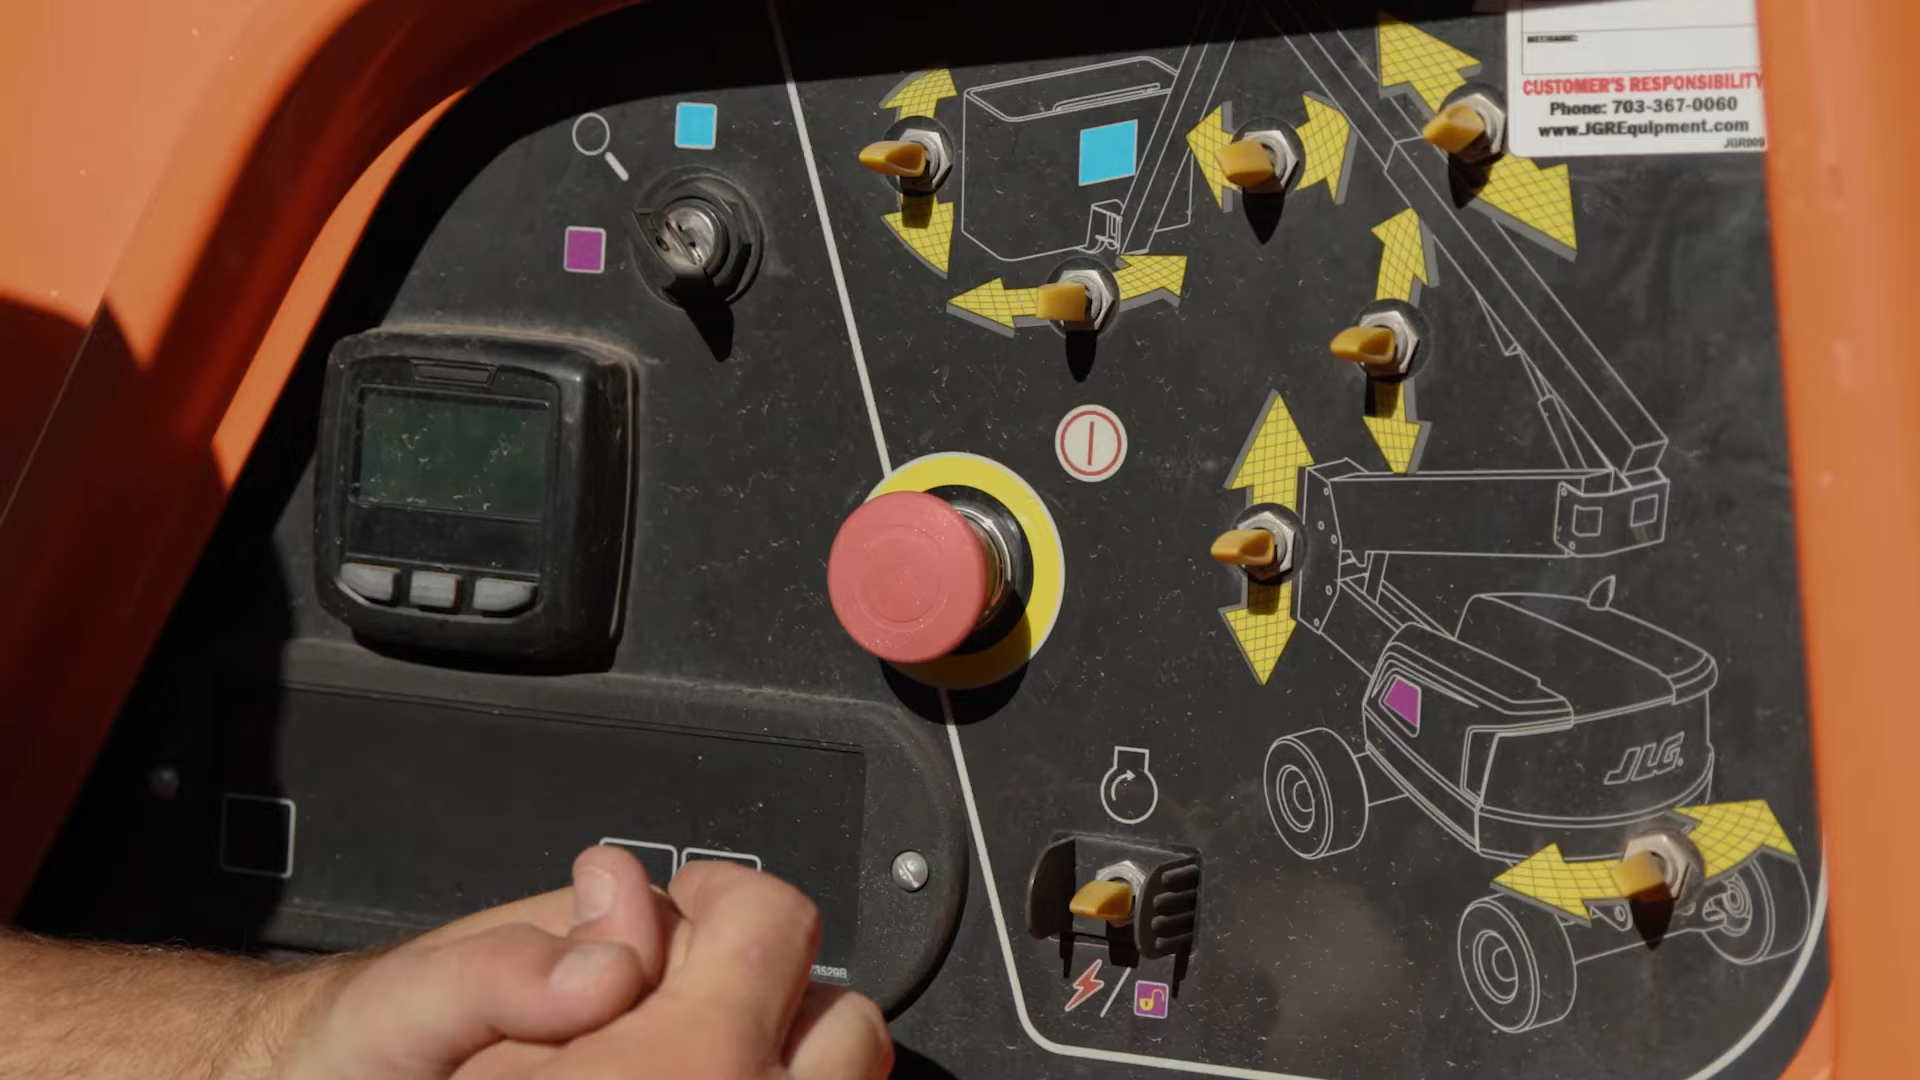 MECHANIC:
CUSTOMER'S RESPONSIBILITY
Phone: 703-367-0060
www.JGREquipment.com
JGR909
JLG